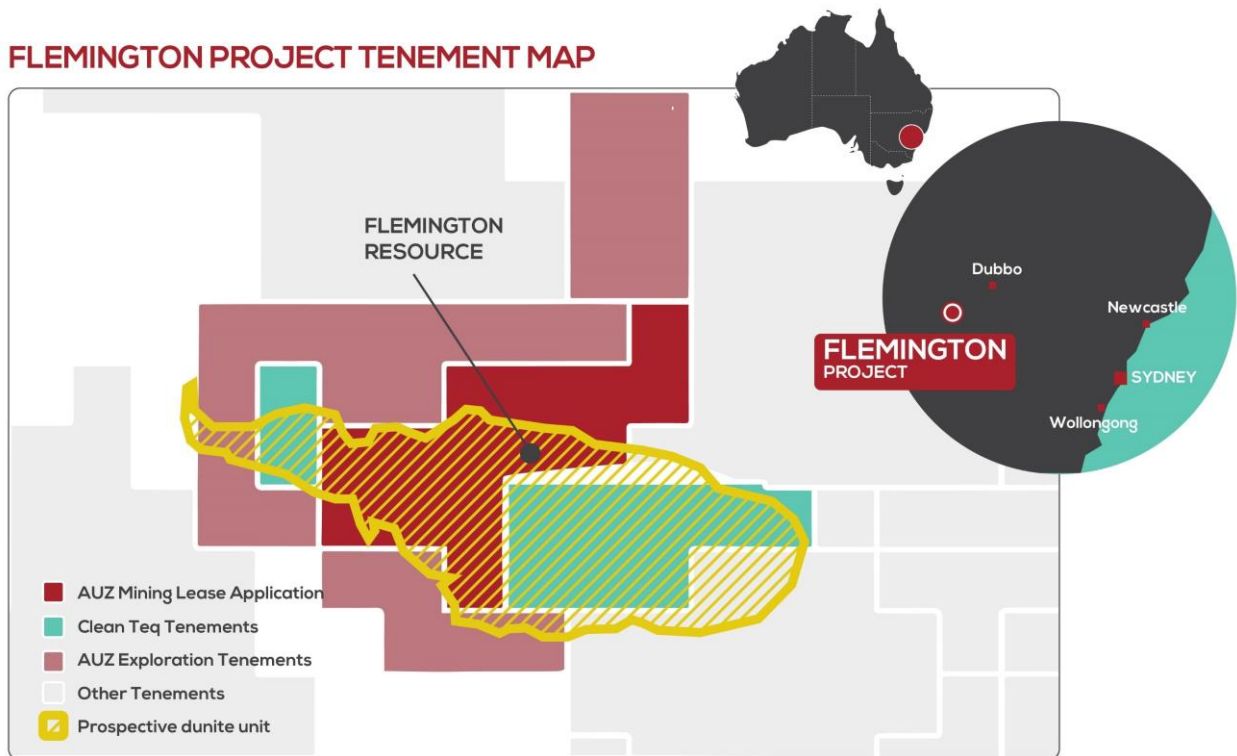 FLEMINGTON PROJECT TENEMENT MAP
FLEMINGTON
RESOURCE
Dubbo
Newcastle
FLEMINGTON
PROJECT
SYDNEY
Wollongong
AUZ Mining Lease Application
Clean Teq Tenements
AUZ Exploration Tenements
Other Tenements
Prospective dunite unit